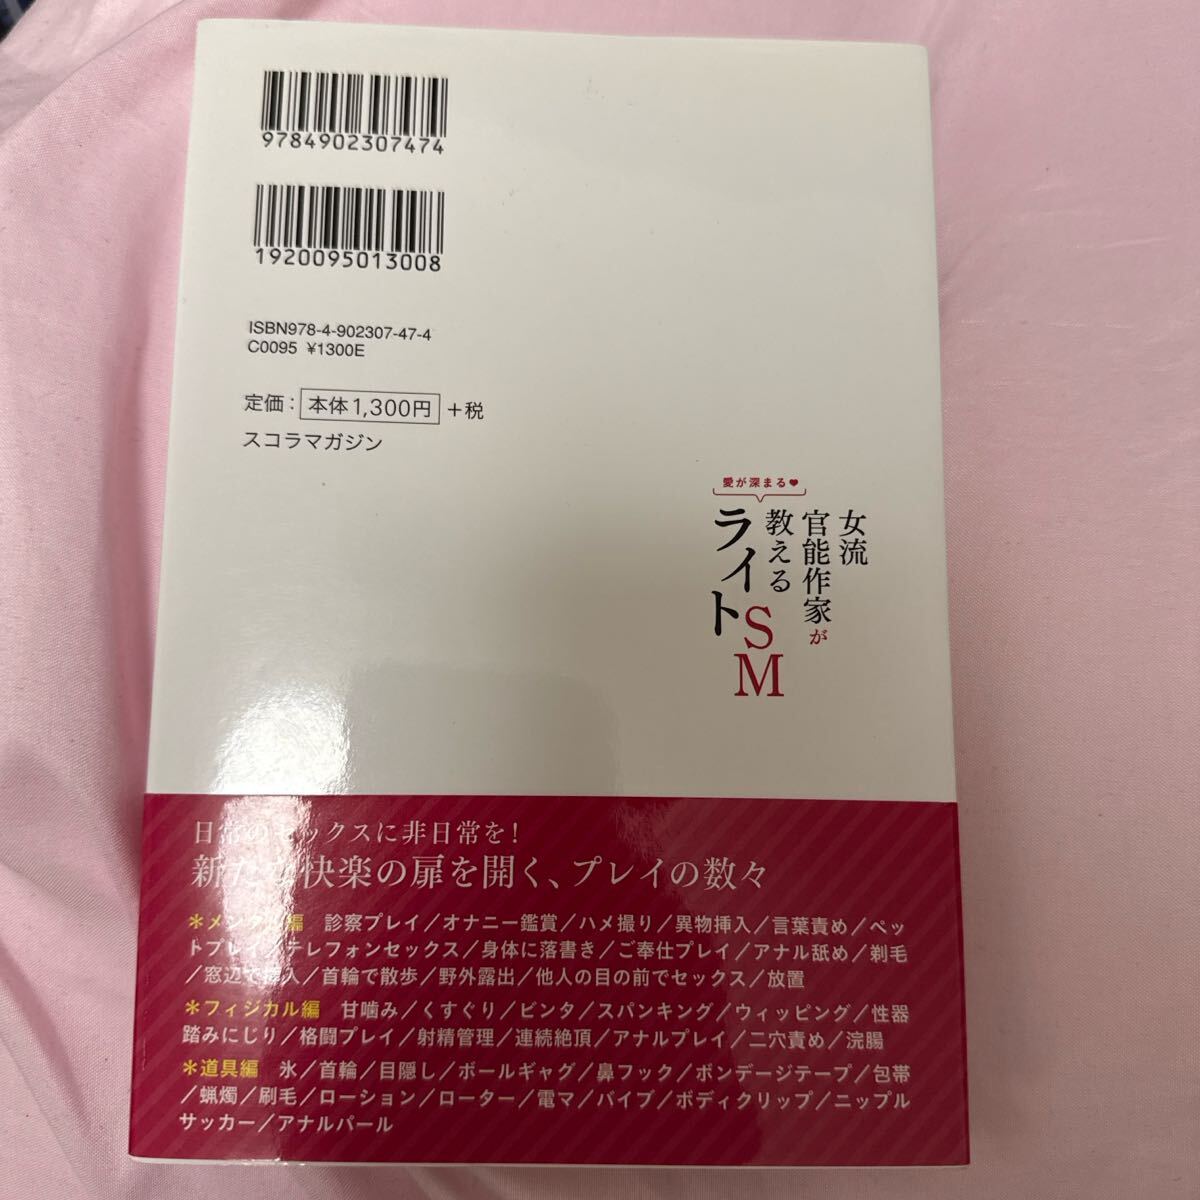 9784902307474
1920095013008
ISBN978-4-902307-47-4
C0095 ¥1300E
定価：本体1,300円＋税
スコラマガジン
愛が深まる♥
女流
官能作家が
教える
ライト
SM
日常のセックスに非日常を！
新たな快楽の扉を開く、プレイの数々
＊メンタル編 診察プレイ／オナニー鑑賞／ハメ撮り／異物挿入／言葉責め／ペッ
トプレイ／テレフォンセックス／身体に落書き／ご奉仕プレイ／アナル舐め／剃毛
／窓辺で挿入／首輪で散歩／野外露出／他人の目の前でセックス／放置
＊フィジカル編 甘噛み／くすぐり／ビンタ／スパンキング／ウィッピング／性器
踏みにじり／格闘プレイ／射精管理／連続絶頂／アナルプレイ／二穴責め／浣腸
＊道具編 氷／首輪／目隠し／ボールギャグ／鼻フック／ボンデージテープ／包帯
／蝋燭／刷毛／ローション／ローター／電マ／バイブ／ボディクリップ／ニップル
サッカー／アナルパール